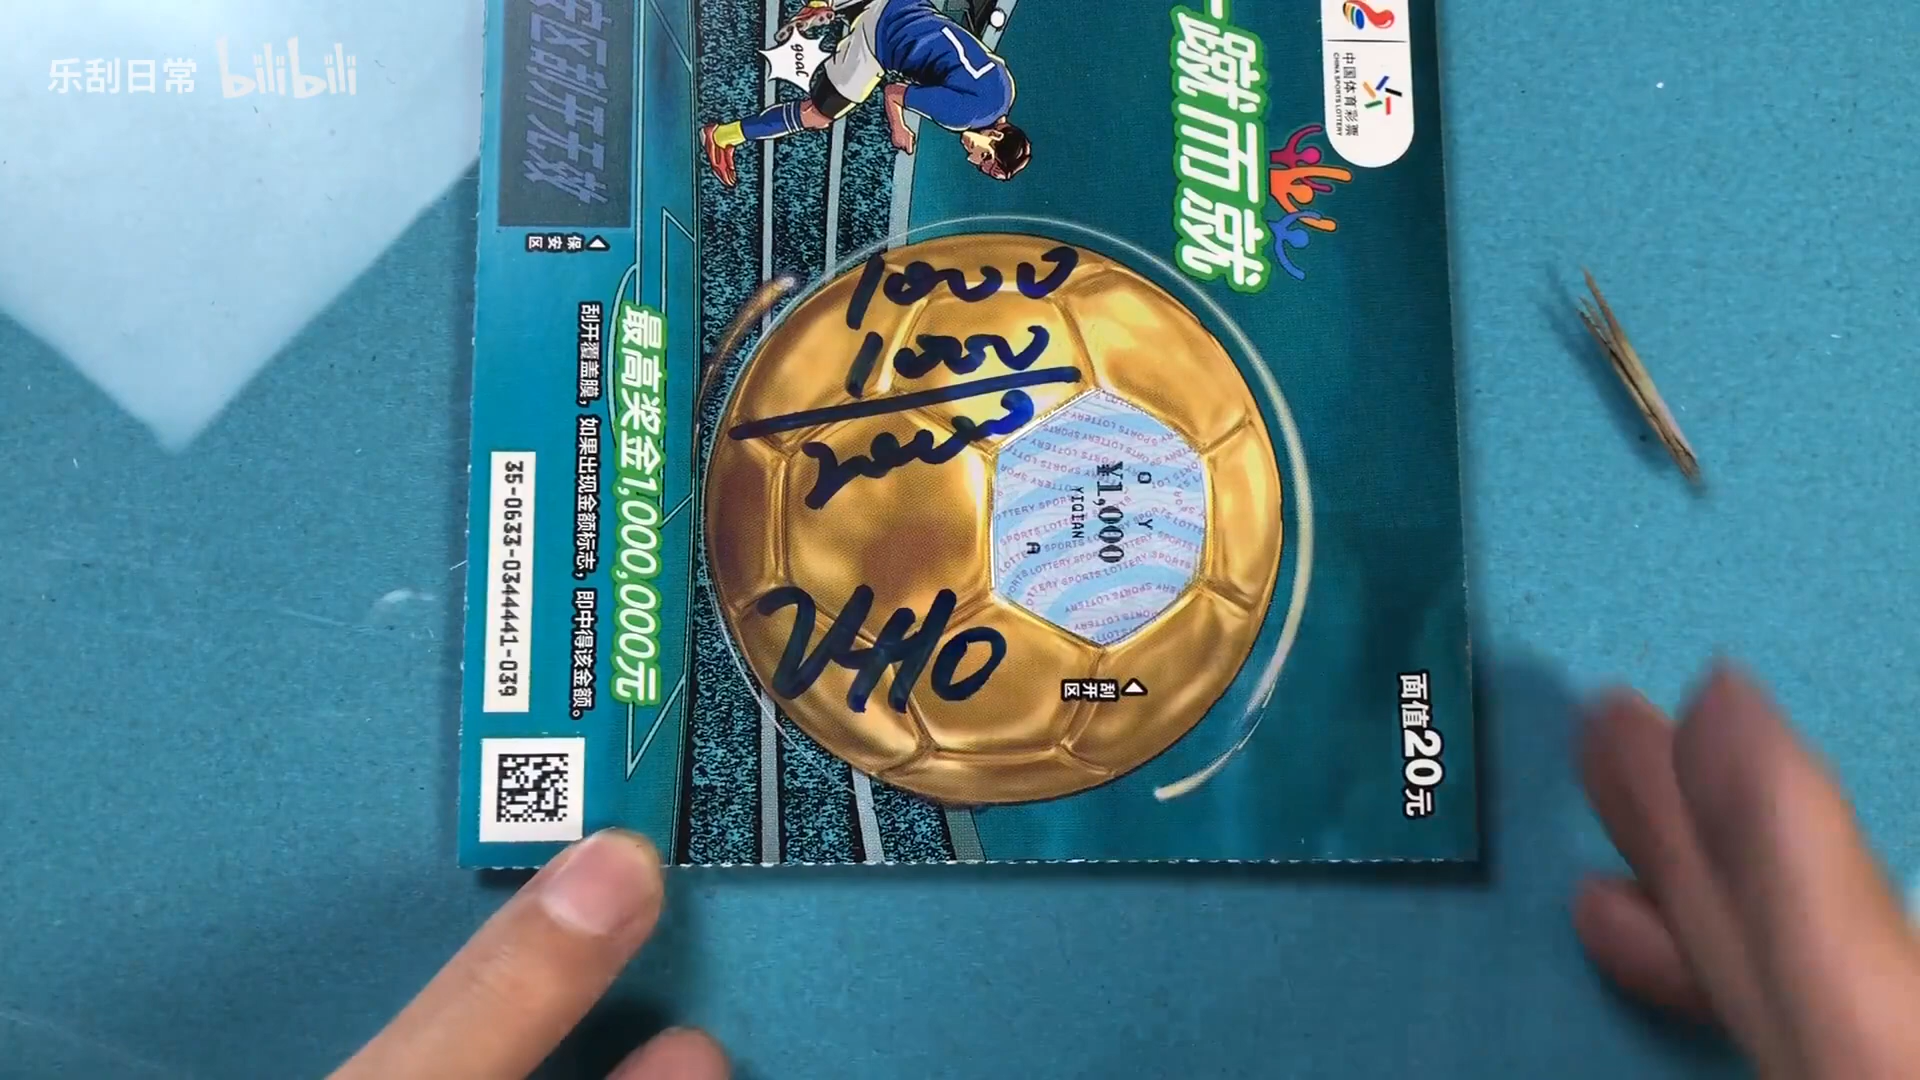 乐刮日常 bilibili
中国体育彩票
CHINA SPORTS LOTTERY
一蹴而就
面值20元
goal
1000
1000
2000
2440
O Y
¥1,000
YIQIAN
A
刮开区
最高奖金1,000,000元
刮开覆盖膜，如果出现金额标志，即中得该金额。
保安区
安区刮开无效
35-0633-0344441-039